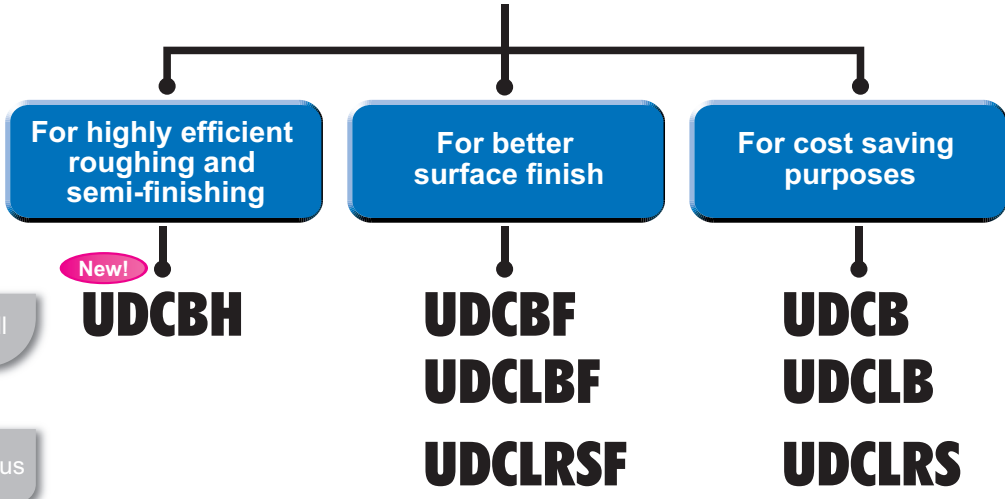 For highly efficient
roughing and
semi-finishing
For better
surface finish
For cost saving
purposes
New!
UDCBH
UDCBF
UDCB
UDCLBF
UDCLB
UDCLRSF
UDCLRS